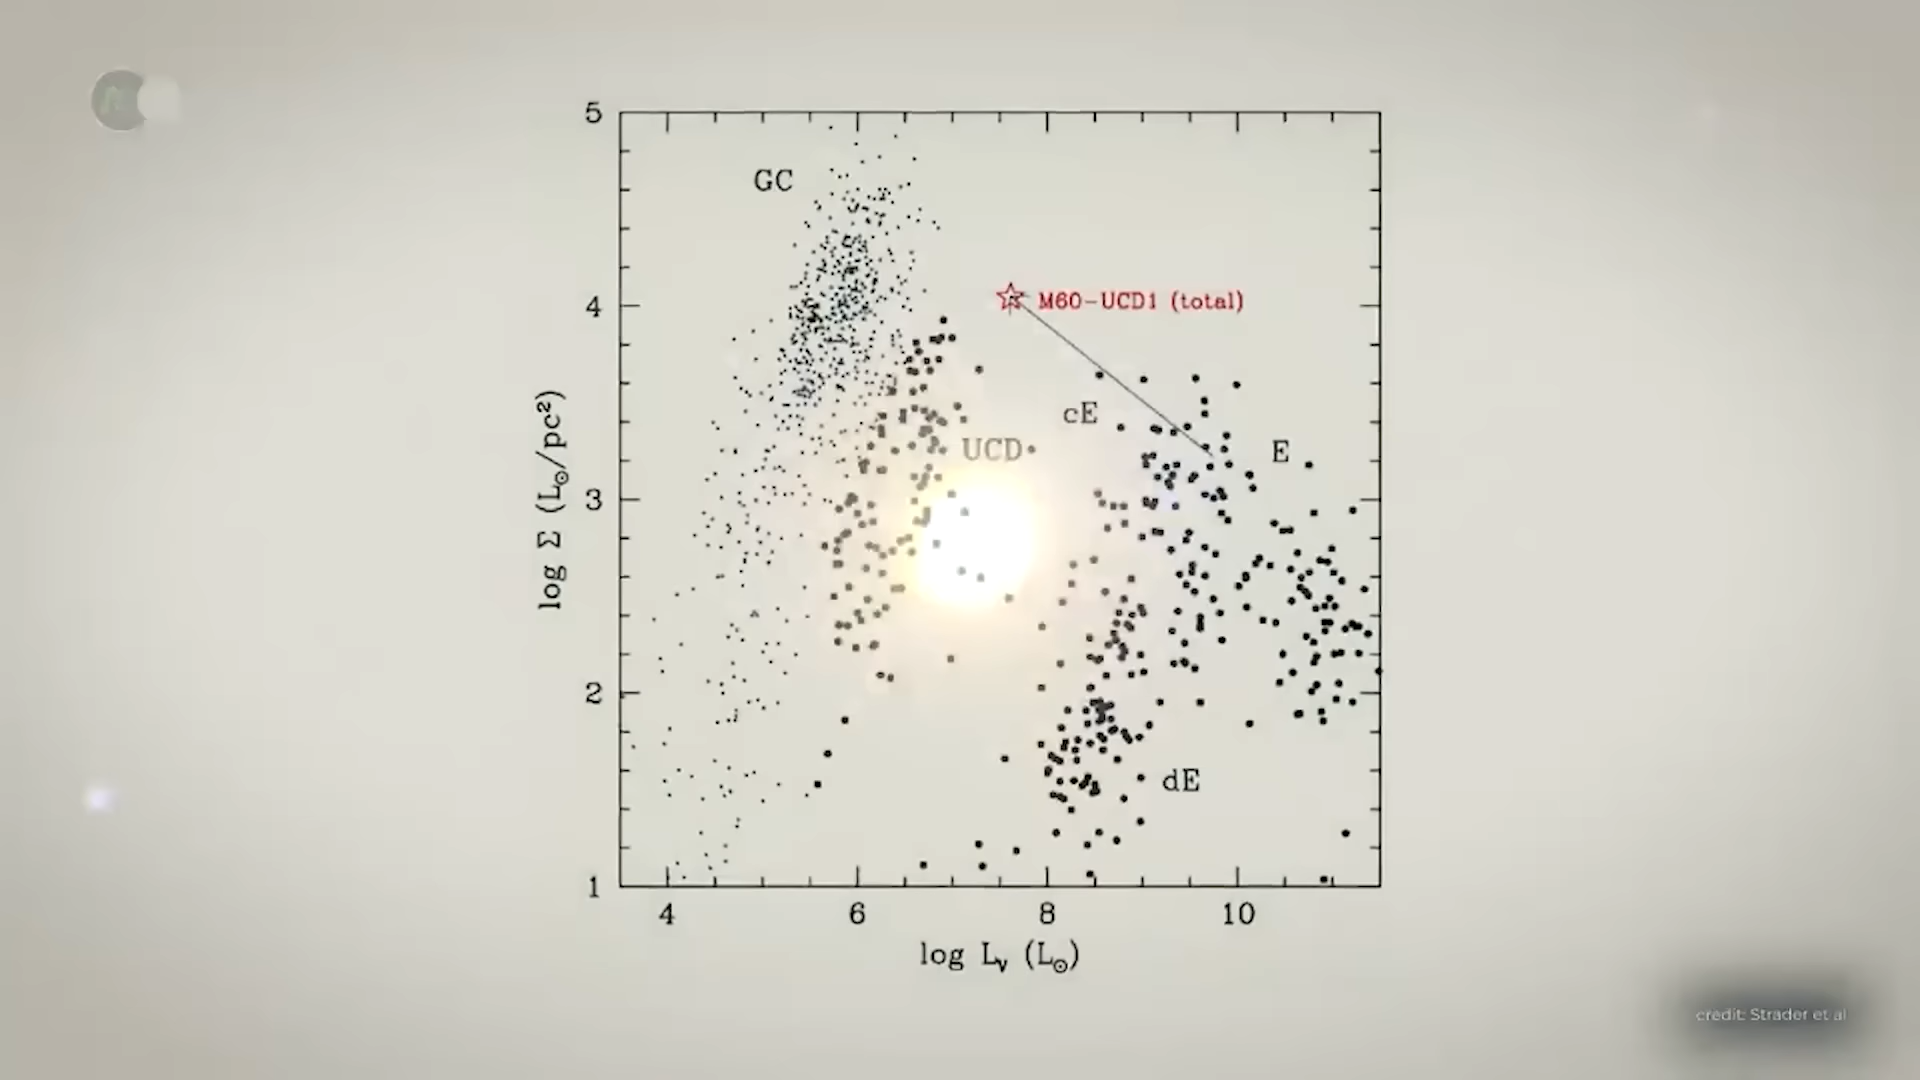 5
GC
4
M60-UCD1 (total)
cE
UCD
E
3
log Σ (L⊙/pc²)
2
dE
1
4 6 8 10
log Lᵥ (L⊙)
credit: Strader et al